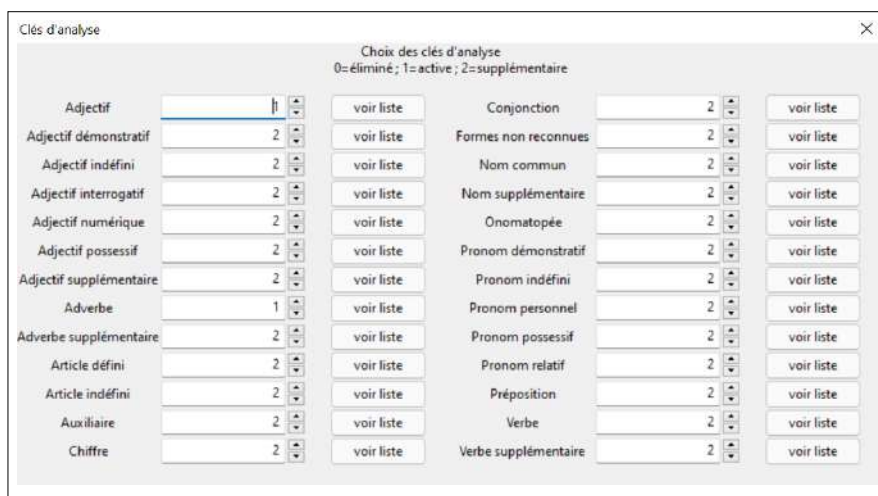 Clés d'analyse
Choix des clés d'analyse
0=éliminé ; 1=active ; 2=supplémentaire
Adjectif 1 voir liste Conjonction 2 voir liste
Adjectif démonstratif 2 voir liste Formes non reconnues 2 voir liste
Adjectif indéfini 2 voir liste Nom commun 2 voir liste
Adjectif interrogatif 2 voir liste Nom supplémentaire 2 voir liste
Adjectif numérique 2 voir liste Onomatopée 2 voir liste
Adjectif possessif 2 voir liste Pronom démonstratif 2 voir liste
Adjectif supplémentaire 2 voir liste Pronom indéfini 2 voir liste
Adverbe 1 voir liste Pronom personnel 2 voir liste
Adverbe supplémentaire 2 voir liste Pronom possessif 2 voir liste
Article défini 2 voir liste Pronom relatif 2 voir liste
Article indéfini 2 voir liste Préposition 2 voir liste
Auxiliaire 2 voir liste Verbe 2 voir liste
Chiffre 2 voir liste Verbe supplémentaire 2 voir liste